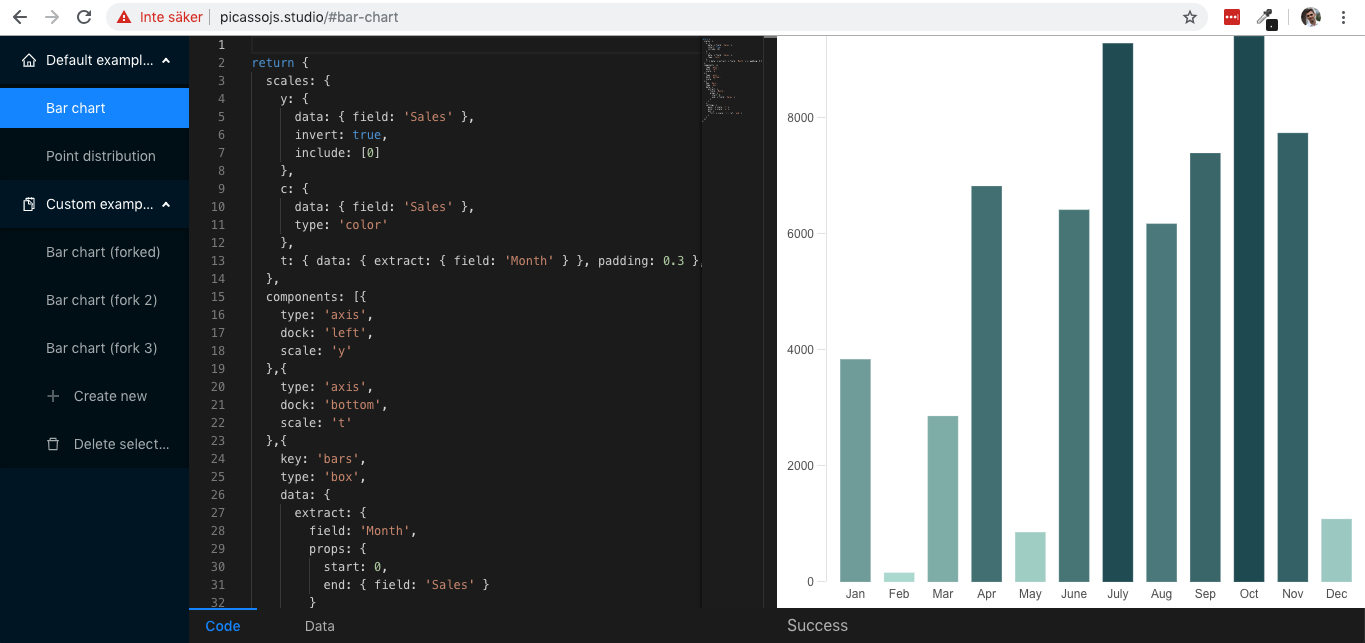 Inte säker picassojs.studio/#bar-chart
Default exampl...
Bar chart
Point distribution
Custom examp...
Bar chart (forked)
Bar chart (fork 2)
Bar chart (fork 3)
Create new
Delete select...
1
2 return {
3 scales: {
4 y: {
5 data: { field: 'Sales' },
6 invert: true,
7 include: [0]
8 },
9 c: {
10 data: { field: 'Sales' },
11 type: 'color'
12 },
13 t: { data: { extract: { field: 'Month' } }, padding: 0.3 },
14 },
15 components: [{
16 type: 'axis',
17 dock: 'left',
18 scale: 'y'
19 },{
20 type: 'axis',
21 dock: 'bottom',
22 scale: 't'
23 },{
24 key: 'bars',
25 type: 'box',
26 data: {
27 extract: {
28 field: 'Month',
29 props: {
30 start: 0,
31 end: { field: 'Sales' }
32 }
Code Data
8000
6000
4000
2000
0
Jan Feb Mar Apr May June July Aug Sep Oct Nov Dec
Success